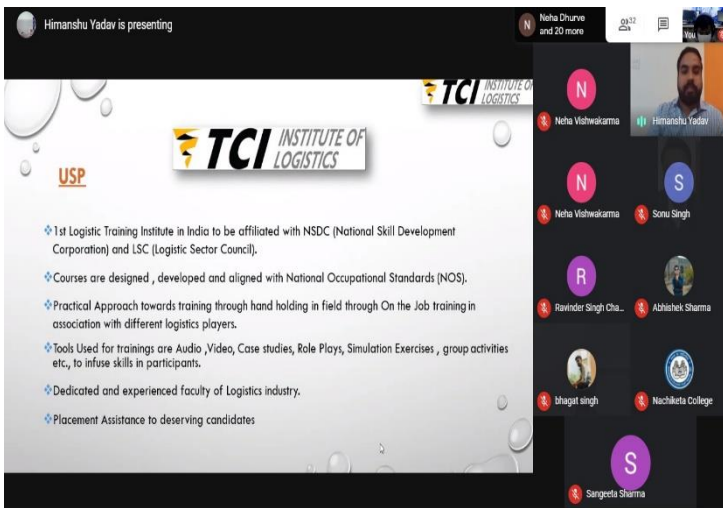 Himanshu Yadav is presenting
N
Neha Dhurve
and 20 more
32
You
TCI INSTITUTE OF
LOGISTICS
TCI INSTITUTE OF
LOGISTICS
USP
1st Logistic Training Institute in India to be affiliated with NSDC (National Skill Development
Corporation) and LSC (Logistic Sector Council).
Courses are designed , developed and aligned with National Occupational Standards (NOS).
Practical Approach towards training through hand holding in field through On the Job training in
association with different logistics players.
Tools Used for trainings are Audio ,Video, Case studies, Role Plays, Simulation Exercises , group activities
etc., to infuse skills in participants.
Dedicated and experienced faculty of Logistics industry.
Placement Assistance to deserving candidates
N
Neha Vishwakarma
Himanshu Yadav
N
Neha Vishwakarma
S
Sonu Singh
R
Ravinder Singh Cha...
Abhishek Sharma
bhagat singh
Nachiketa College
S
Sangeeta Sharma